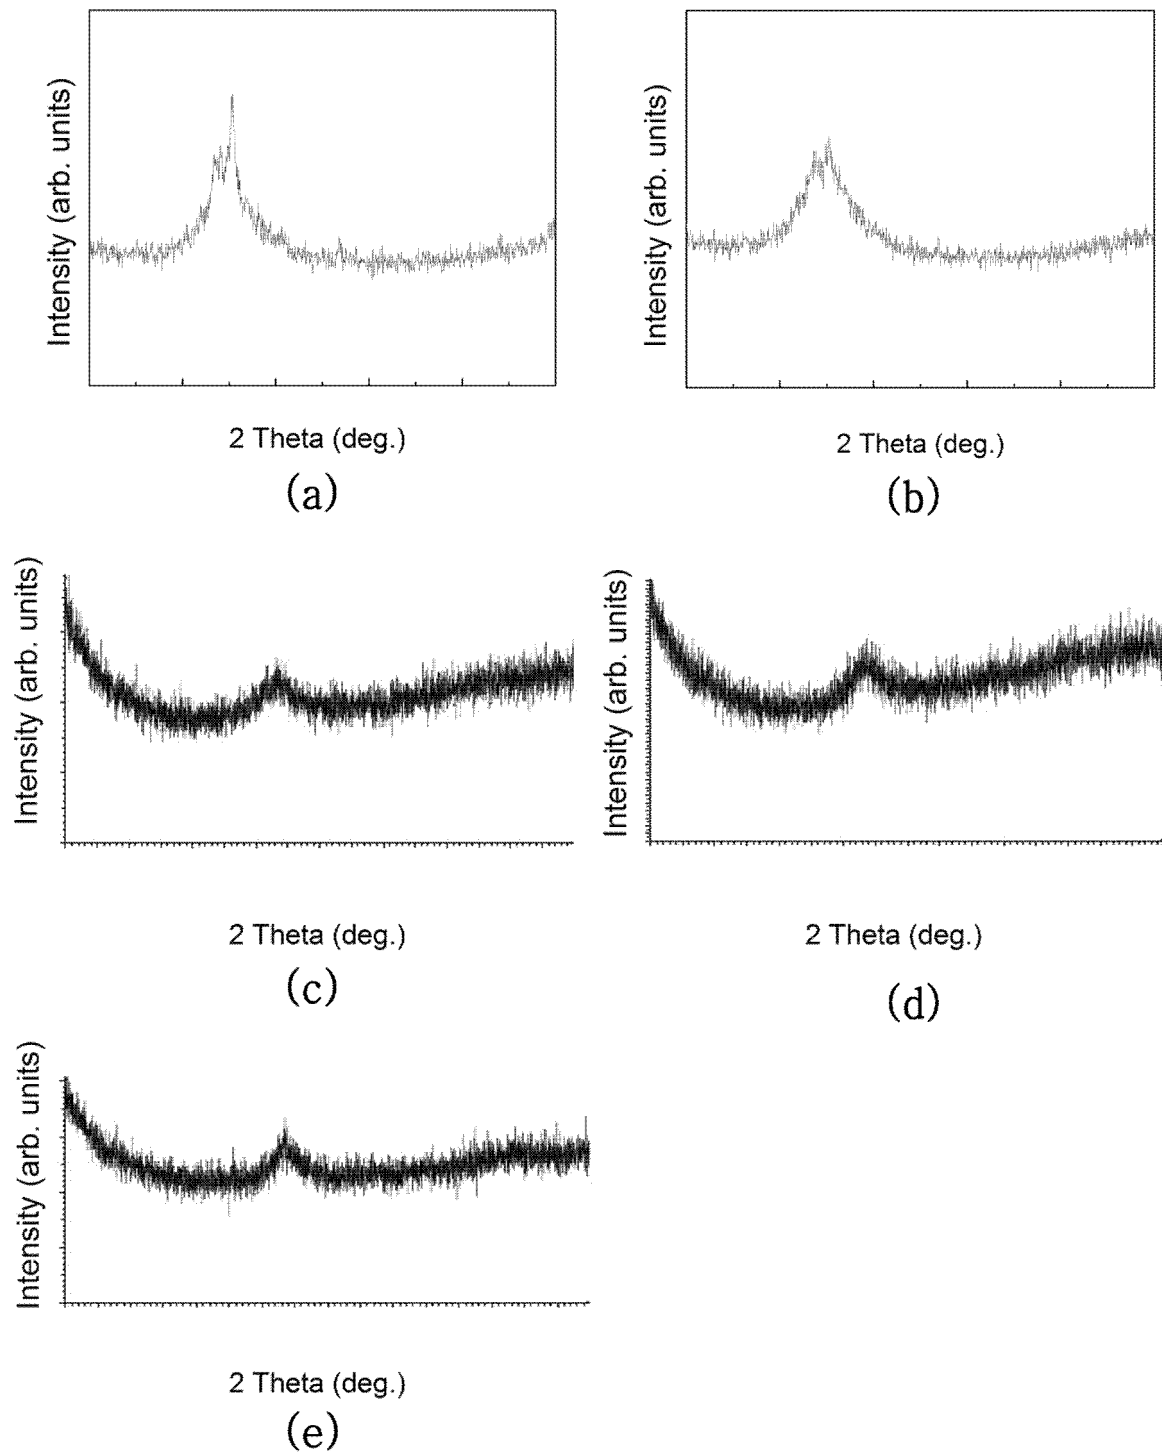 Intensity (arb. units)
2 Theta (deg.)
(a)
Intensity (arb. units)
2 Theta (deg.)
(b)
Intensity (arb. units)
2 Theta (deg.)
(c)
Intensity (arb. units)
2 Theta (deg.)
(d)
Intensity (arb. units)
2 Theta (deg.)
(e)